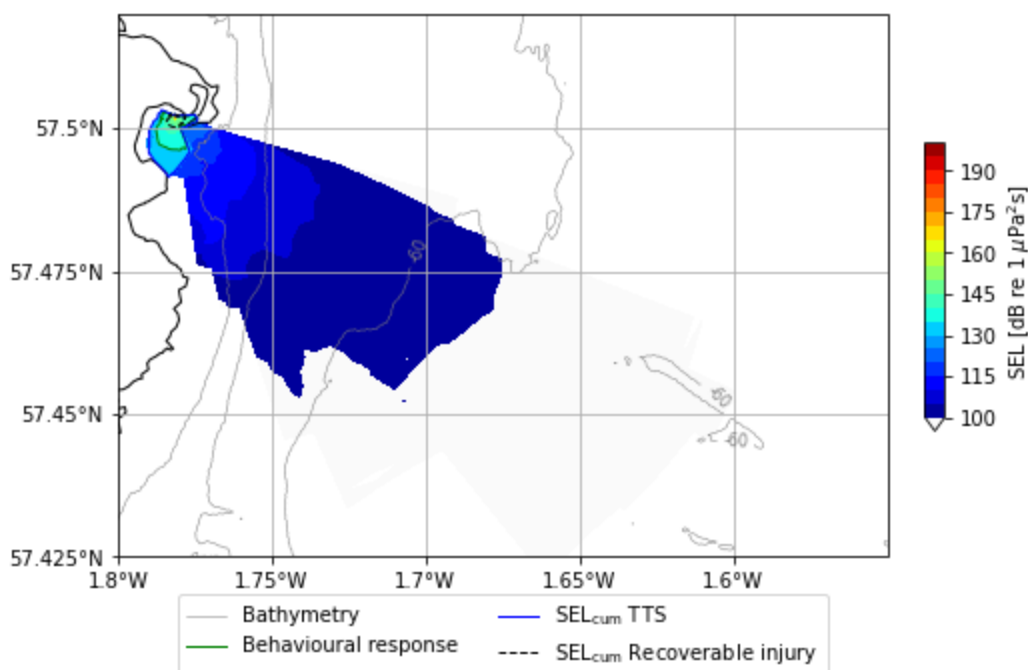 57.5°N
57.475°N
57.45°N
57.425°N
1.8°W 1.75°W 1.7°W 1.65°W 1.6°W
-60
-60
-60
190
175
160
145
130
115
100
SEL [dB re 1 μPa²s]
Bathymetry
Behavioural response
SELcum TTS
SELcum Recoverable injury